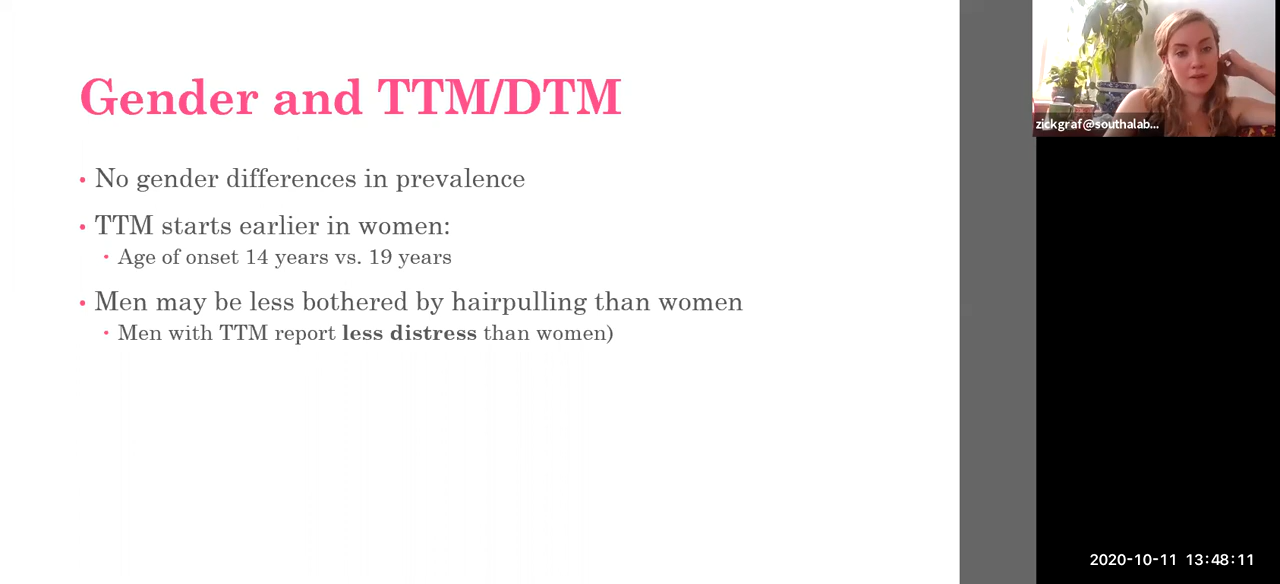 Gender and TTM/DTM
• No gender differences in prevalence
• TTM starts earlier in women:
• Age of onset 14 years vs. 19 years
• Men may be less bothered by hairpulling than women
• Men with TTM report less distress than women)
zickgraf@southalab...
2020-10-11 13:48:11